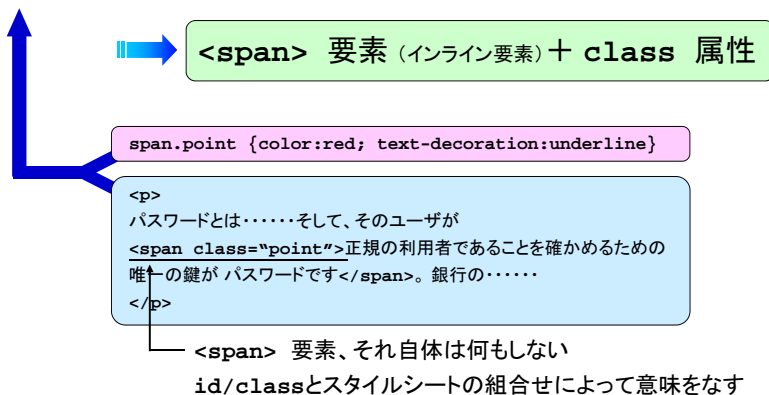 <span> 要素 (インライン要素)＋ class 属性
span.point {color:red; text-decoration:underline}
<p>
パスワードとは・・・・・・そして、そのユーザが
<span class=“point”>正規の利用者であることを確かめるための
唯一の鍵が パスワードです</span>。銀行の・・・・・・
</p>
<span> 要素、それ自体は何もしない
id/classとスタイルシートの組合せによって意味をなす